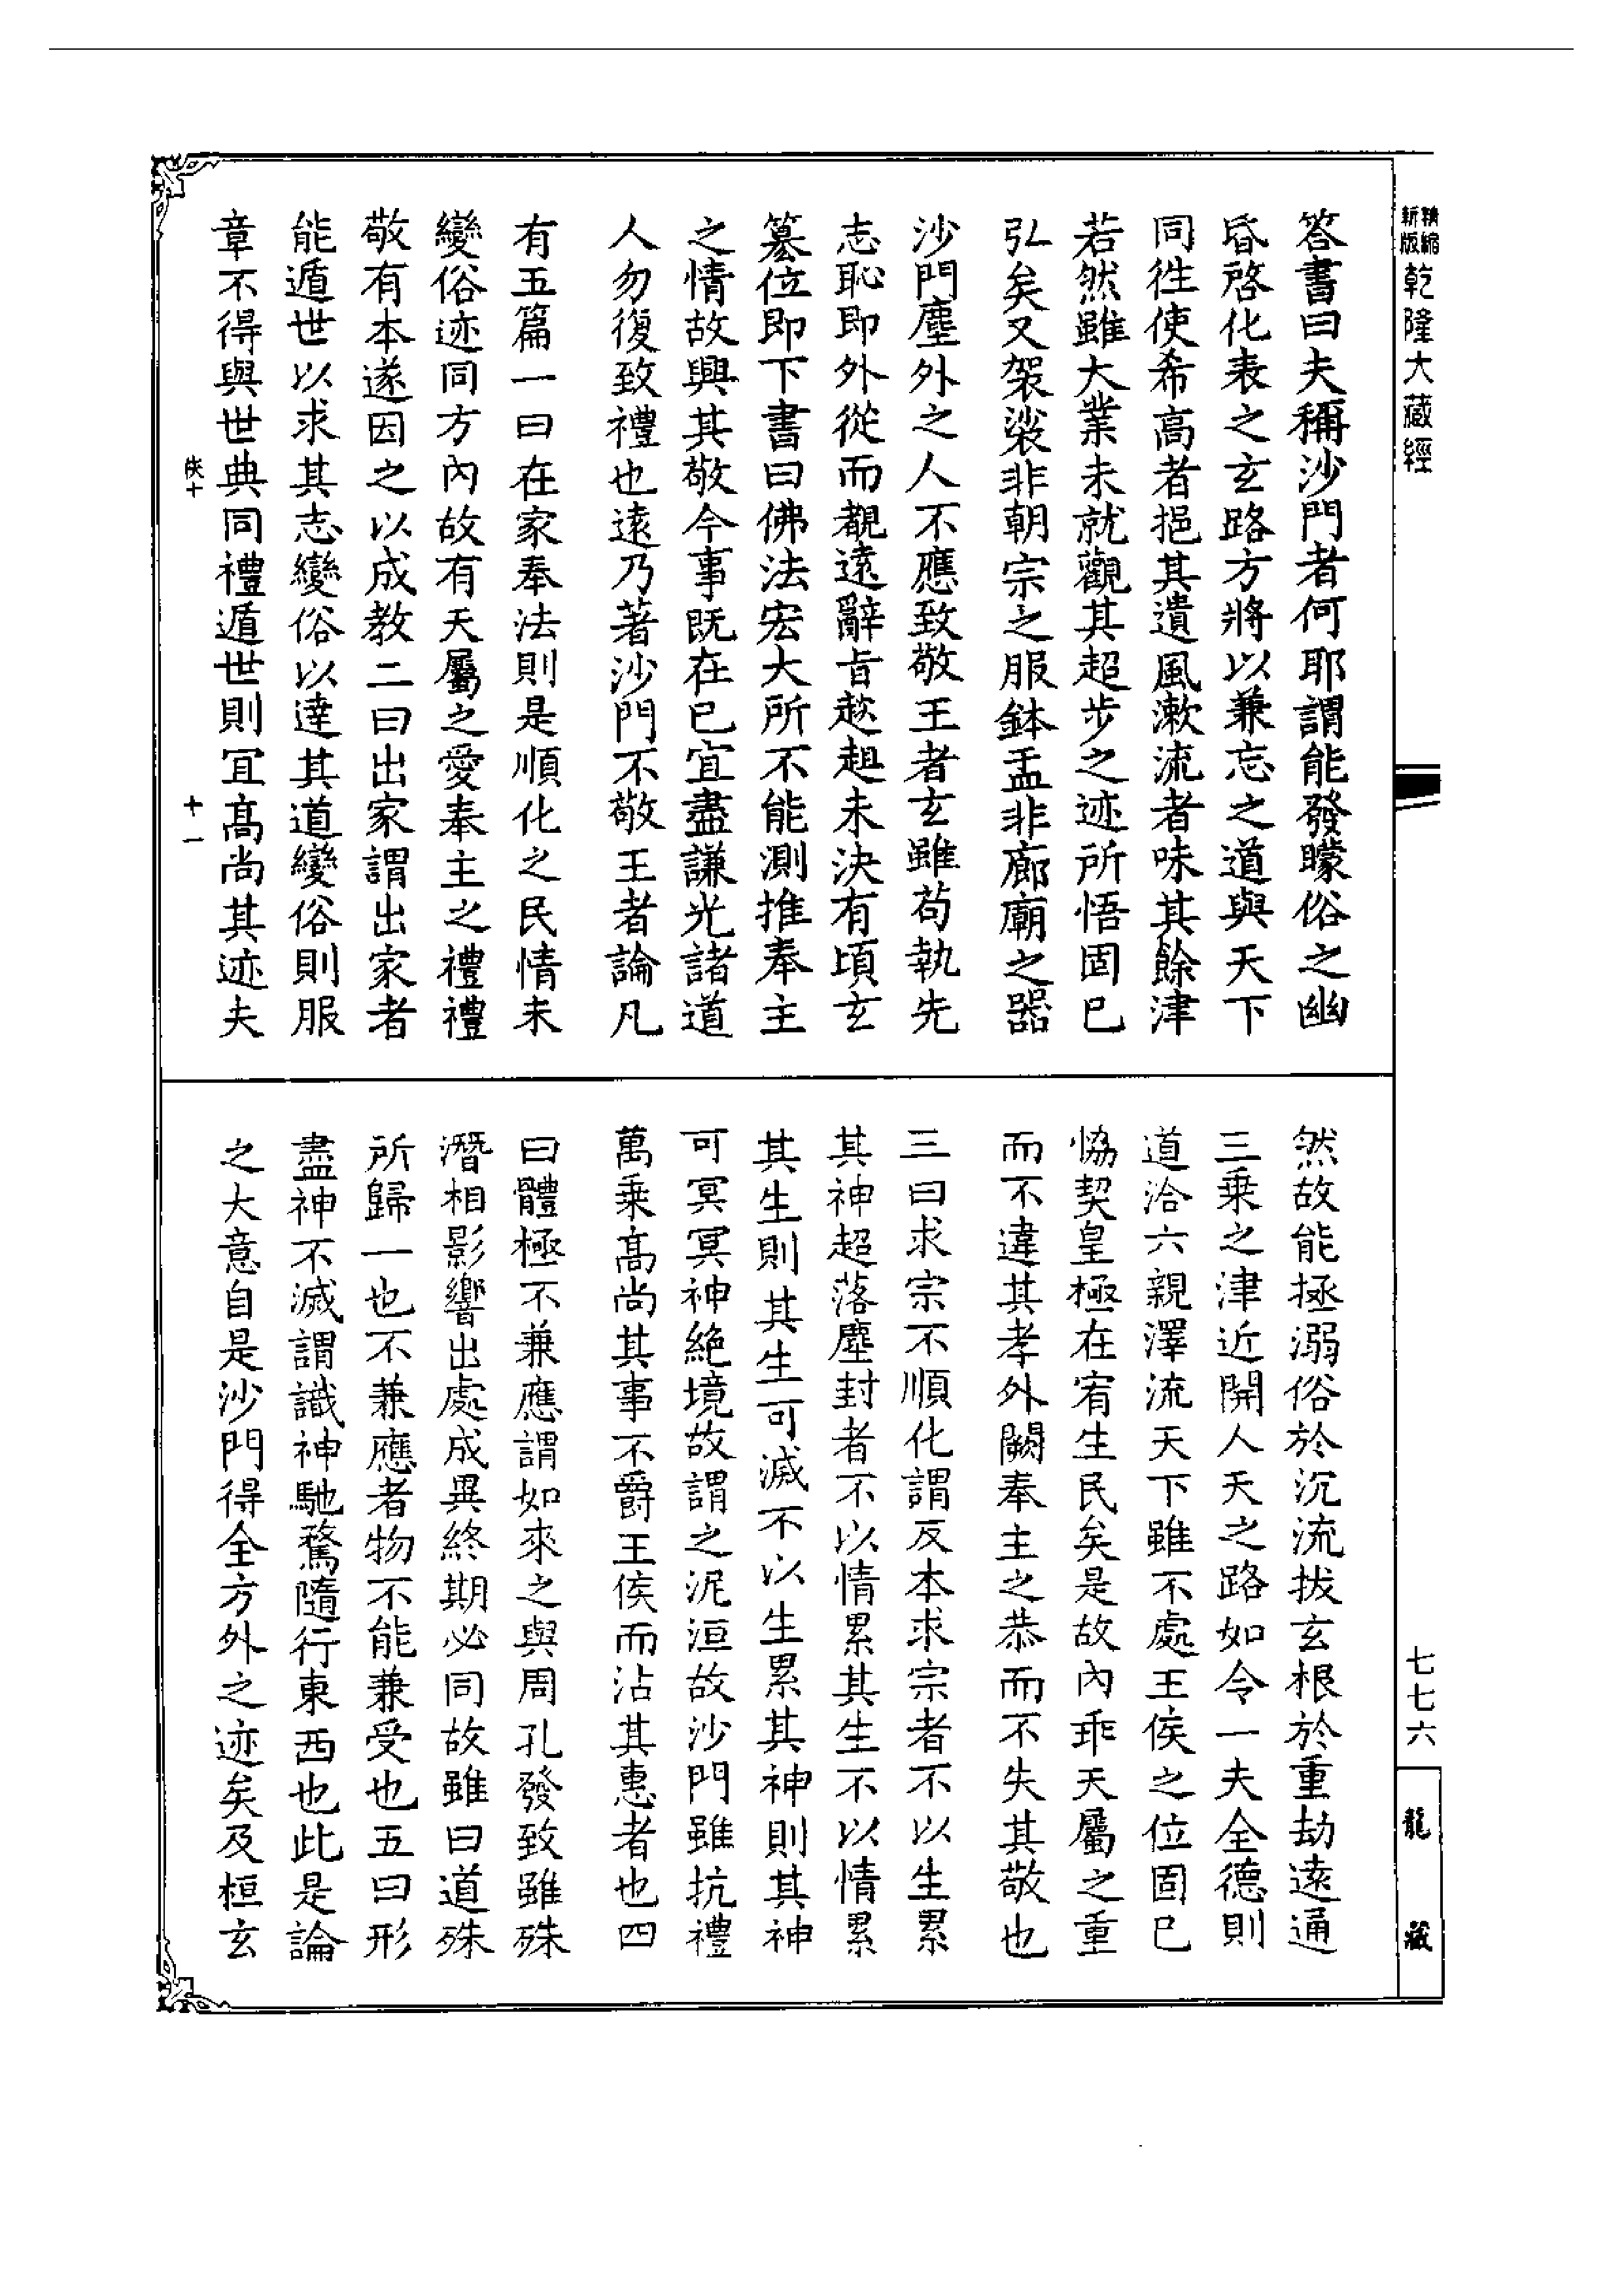 精縮新版乾隆大藏經
答書曰夫稱沙門者何耶謂能發矇俗之幽
昏啓化表之玄路方將以兼忘之道與天下
同徃使希高者挹其遺風漱流者味其餘津
若然雖大業未就觀其超步之迹所悟固已
弘矣又袈裟非朝宗之服鉢盂非廊廟之器
沙門塵外之人不應致敬王者玄雖苟執先
志恥即外從而覩遠辭旨趑趄未決有頃玄
篡位即下書曰佛法宏大所不能測推奉主
之情故興其敬今事既在已宜盡謙光諸道
人勿復致禮也遠乃著沙門不敬王者論凡
有五篇一曰在家奉法則是順化之民情未
變俗迹同方內故有天屬之愛奉主之禮禮
敬有本遂因之以成教二曰出家謂出家者
能遁世以求其志變俗以達其道變俗則服
章不得與世典同禮遁世則冝髙尚其迹夫
俠十
十一
然故能拯溺俗於沉流拔玄根於重劫遠通
三乘之津近開人天之路如令一夫全德則
道洽六親澤流天下雖不處王侯之位固已
恊契皇極在宥生民矣是故內乖天屬之重
而不違其孝外闕奉主之恭而不失其敬也
三曰求宗不順化謂反本求宗者不以生累
其神超落塵封者不以情累其生不以情累
其生則其生可滅不以生累其神則其神
可冥冥神絶境故謂之泥洹故沙門雖抗禮
萬乘髙尚其事不爵王侯而沾其惠者也四
曰體極不兼應謂如來之與周孔發致雖殊
潛相影響出處成異終期必同故雖曰道殊
所歸一也不兼應者物不能兼受也五曰形
盡神不滅謂識神馳騖隨行東西也此是論
之大意自是沙門得全方外之迹矣及桓玄
七七六
龍藏